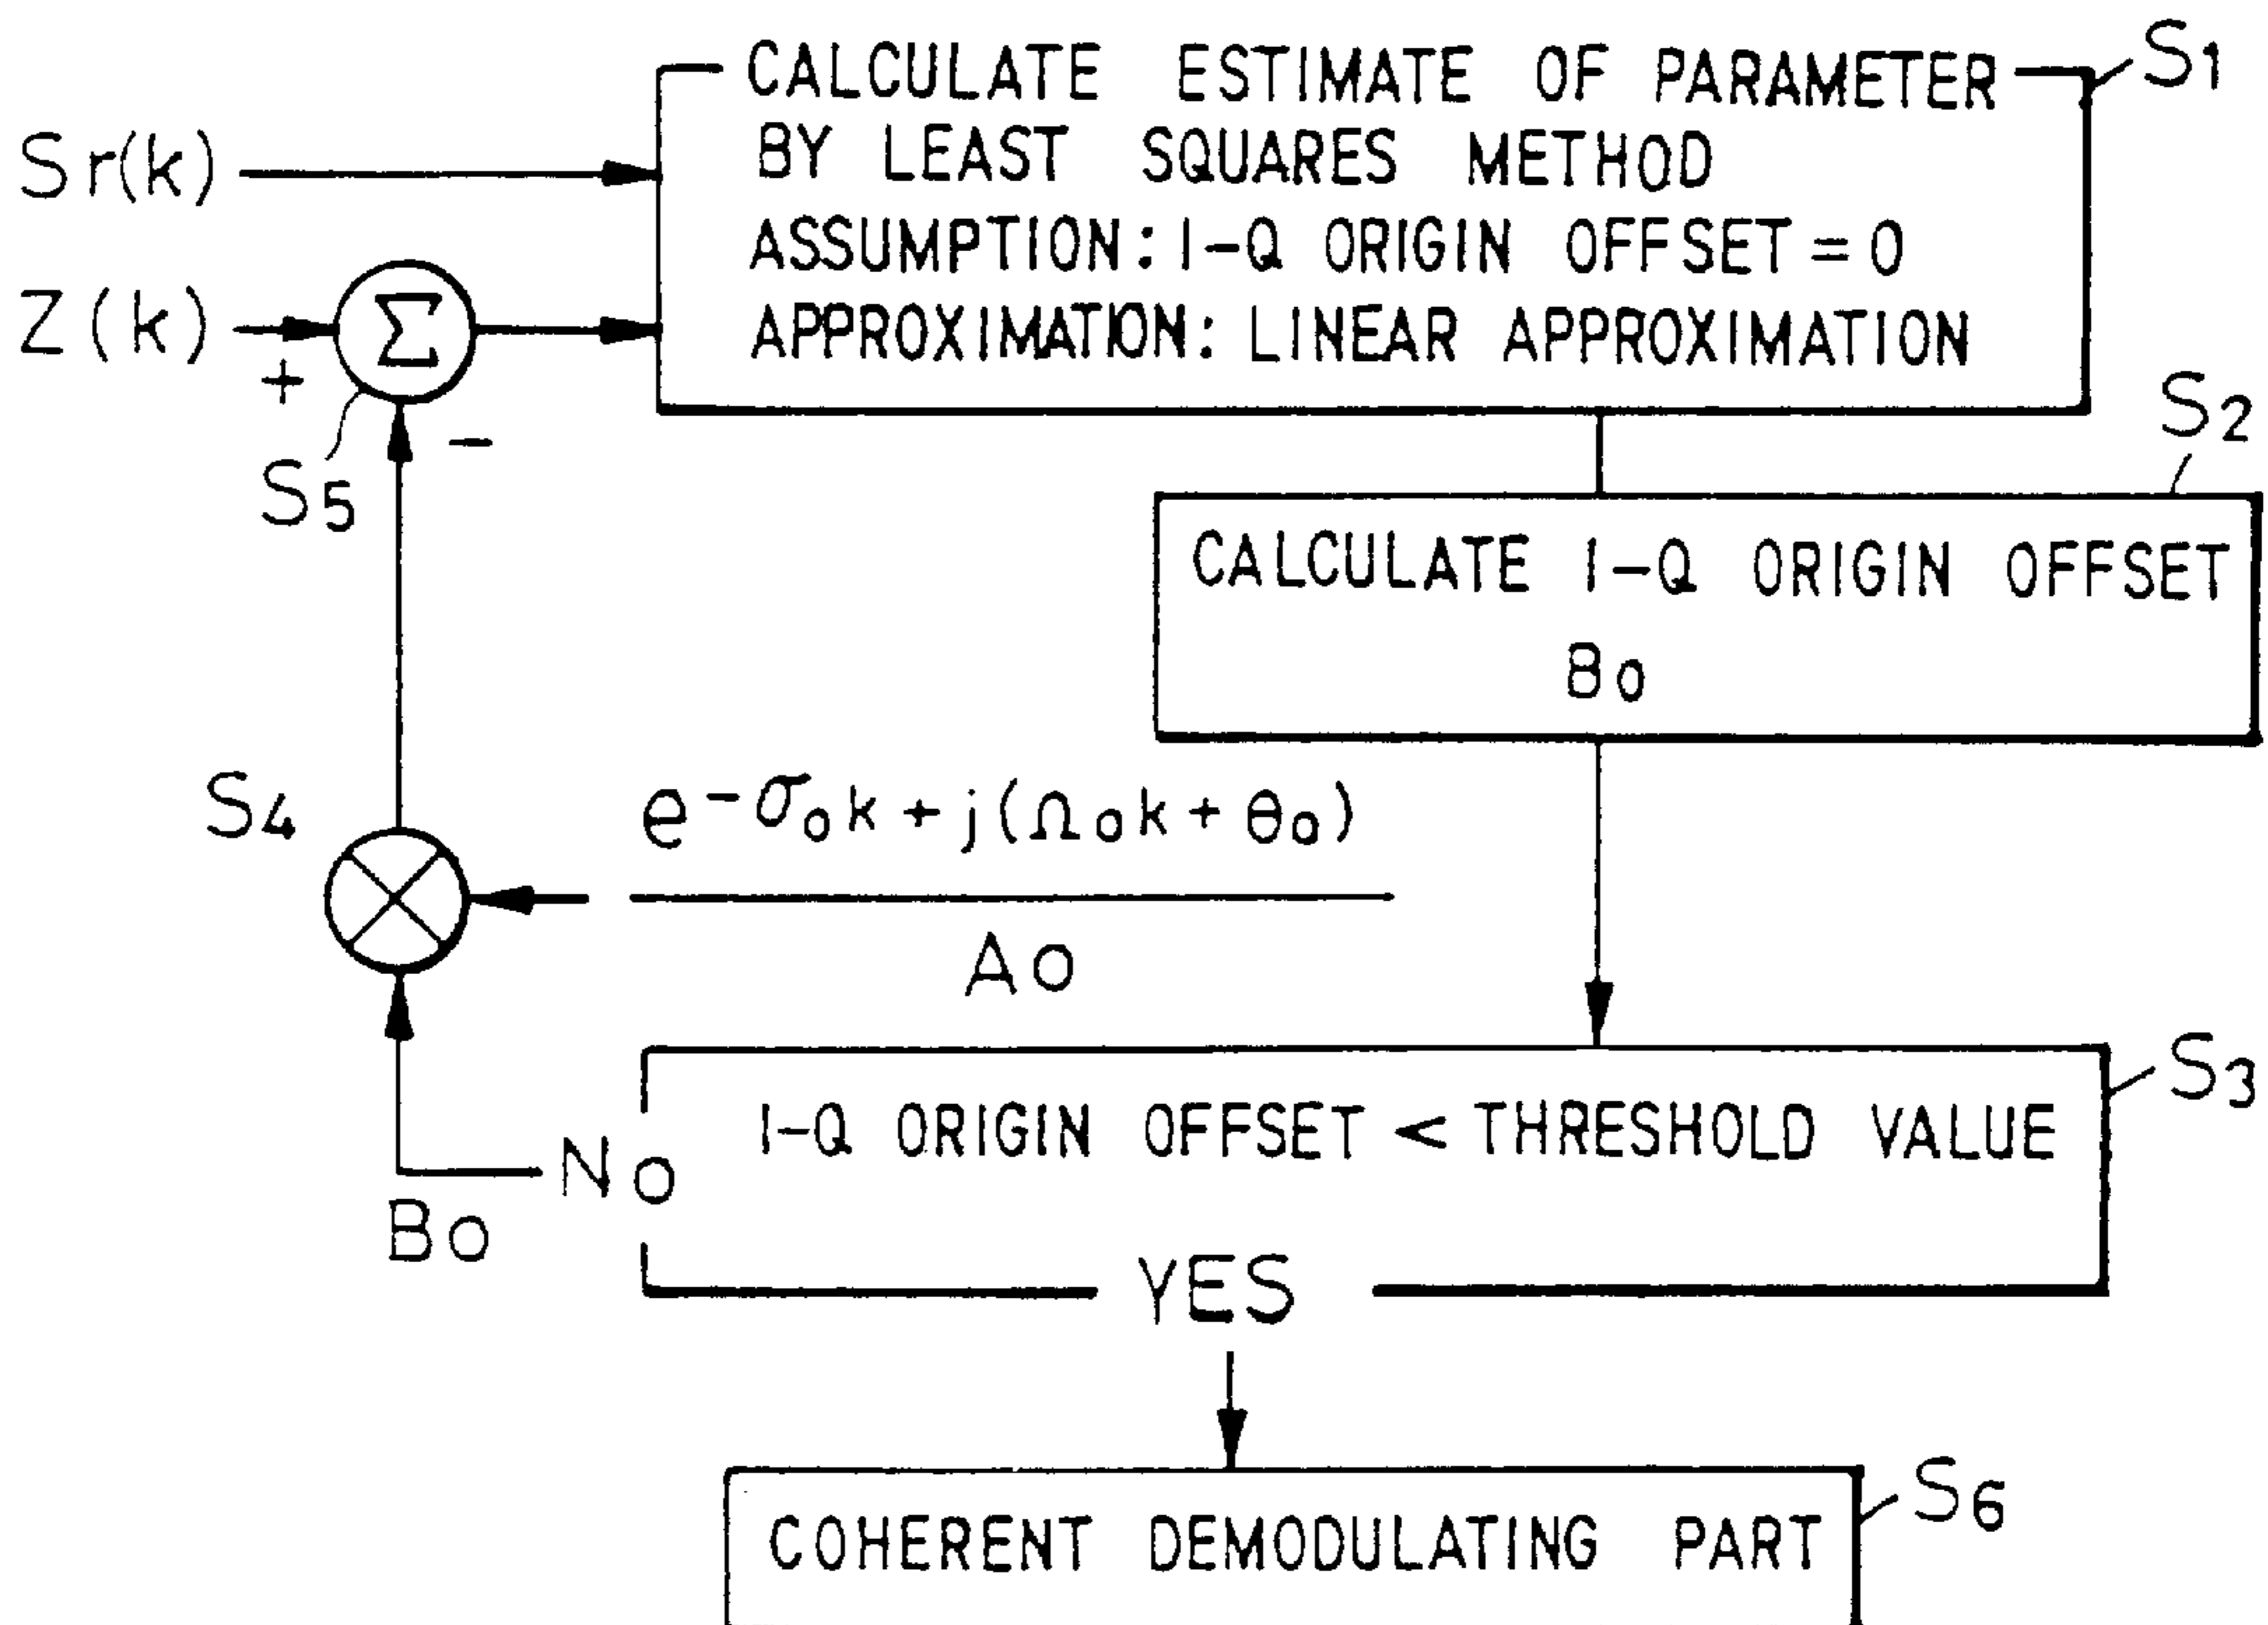 CALCULATE ESTIMATE OF PARAMETER
S1
BY LEAST SQUARES METHOD
Sr(k)
ASSUMPTION: I-Q ORIGIN OFFSET = 0
Z(k)
Σ
APPROXIMATION: LINEAR APPROXIMATION
+
-
S5
S2
CALCULATE I-Q ORIGIN OFFSET
Bo
S4
e-σok + j(Ωok + θo)
Ao
S3
I-Q ORIGIN OFFSET < THRESHOLD VALUE
No
Bo
YES
S6
COHERENT DEMODULATING PART